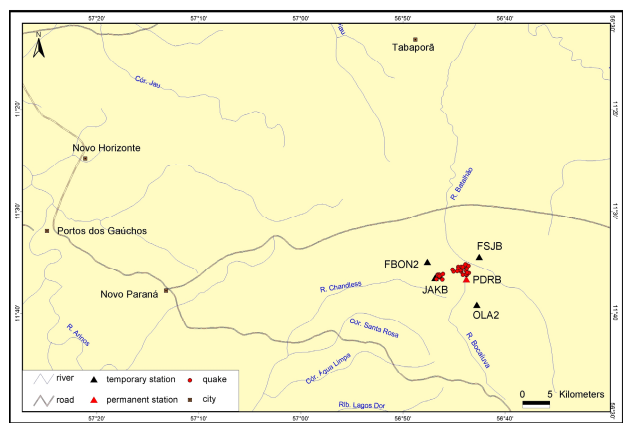 57°20' 57°10' 57°00' 56°50' 56°40'
N
Tabaporã
Cór. Jau
11°20'
11°20'
Novo Horizonte
R. Batalhão
11°30'
11°30'
Portos dos Gaúchos
FSJB
FBON2
PDRB
JAKB
R. Chandless
Novo Paraná
OLA2
11°40'
11°40'
Cór. Santa Rosa
R. Arinos
R. Bocaiuva
Cór. Água Limpa
river temporary station quake
road permanent station city
Rib. Lagos Dor
0 5 Kilometers
57°20' 57°10' 57°00' 56°50' 56°40'